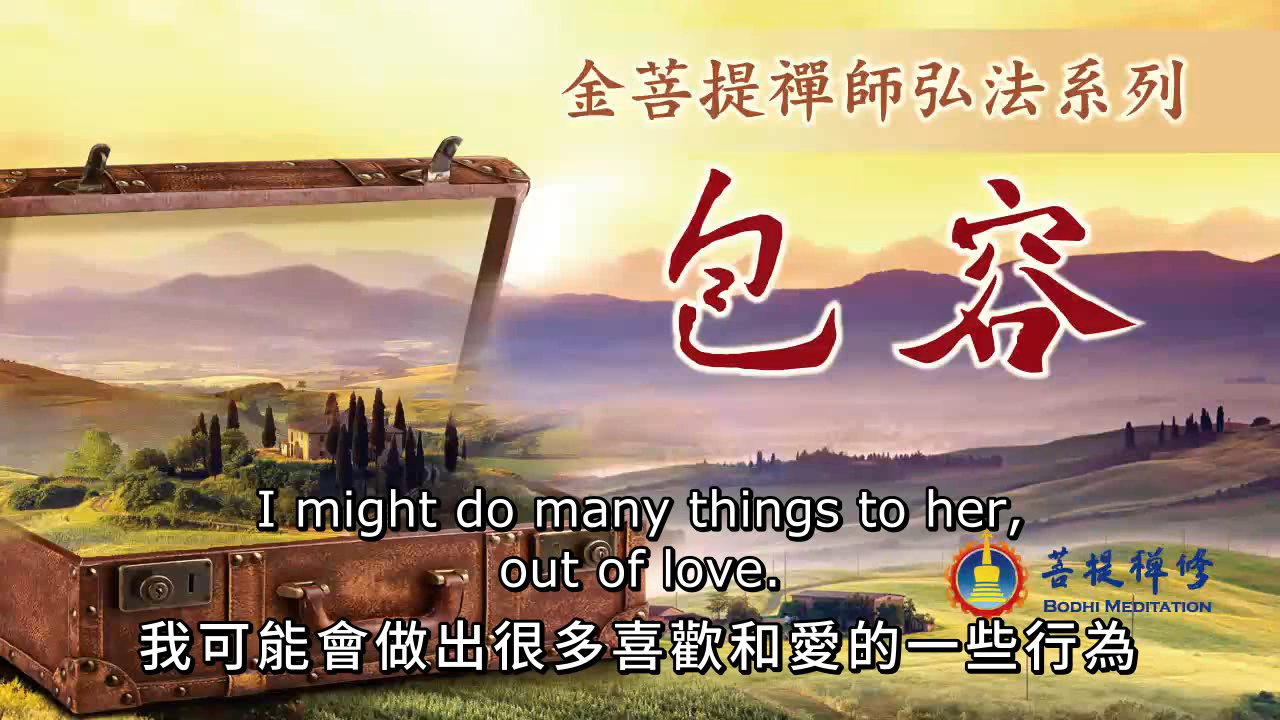 金菩提禪師弘法系列
包容
I might do many things to her,
out of love.
菩提禪修
BODHI MEDITATION
我可能會做出很多喜歡和愛的一些行為